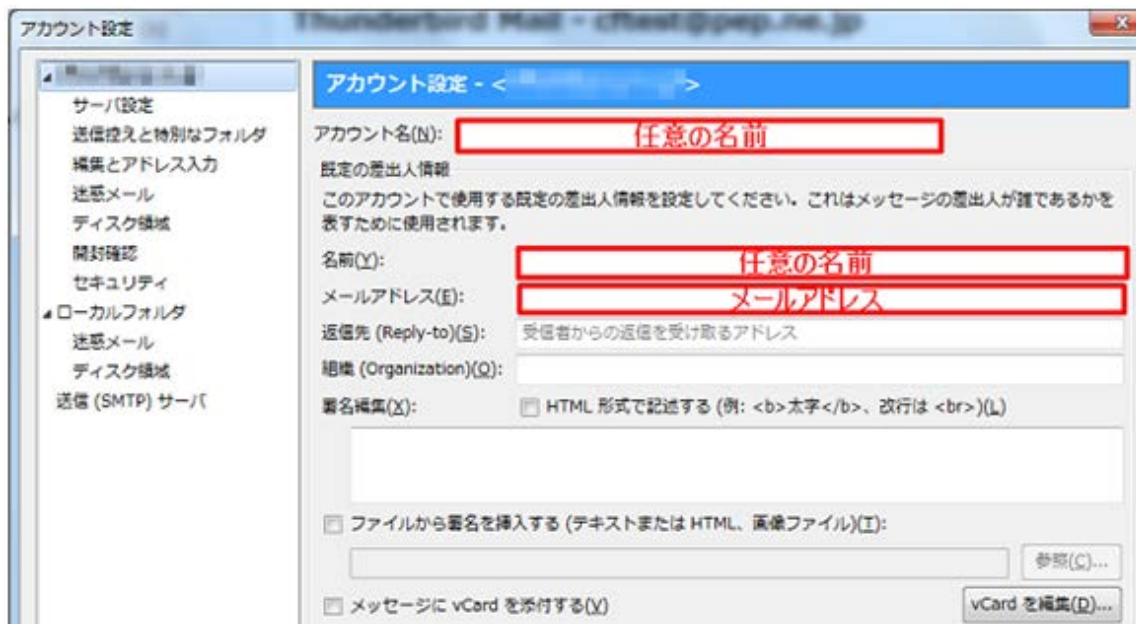 Thunderbird Mail - cftest@pep.ne.jp
アカウント設定
アカウント設定 - < >
サーバ設定
送信控えと特別なフォルダ
編集とアドレス入力
迷惑メール
ディスク領域
開封確認
セキュリティ
ローカルフォルダ
迷惑メール
ディスク領域
送信 (SMTP) サーバ
アカウント名(N): 任意の名前
既定の差出人情報
このアカウントで使用する既定の差出人情報を設定してください。これはメッセージの差出人が誰であるかを
表すために使用されます。
名前(Y): 任意の名前
メールアドレス(E): メールアドレス
返信先 (Reply-to)(S): 受信者からの返信を受け取るアドレス
組織 (Organization)(O):
署名編集(X): HTML 形式で記述する (例: <b>太字</b>、改行は <br>)(L)
ファイルから署名を挿入する (テキストまたは HTML、画像ファイル)(T):
参照(C)...
メッセージに vCard を添付する(V) vCard を編集(D)...